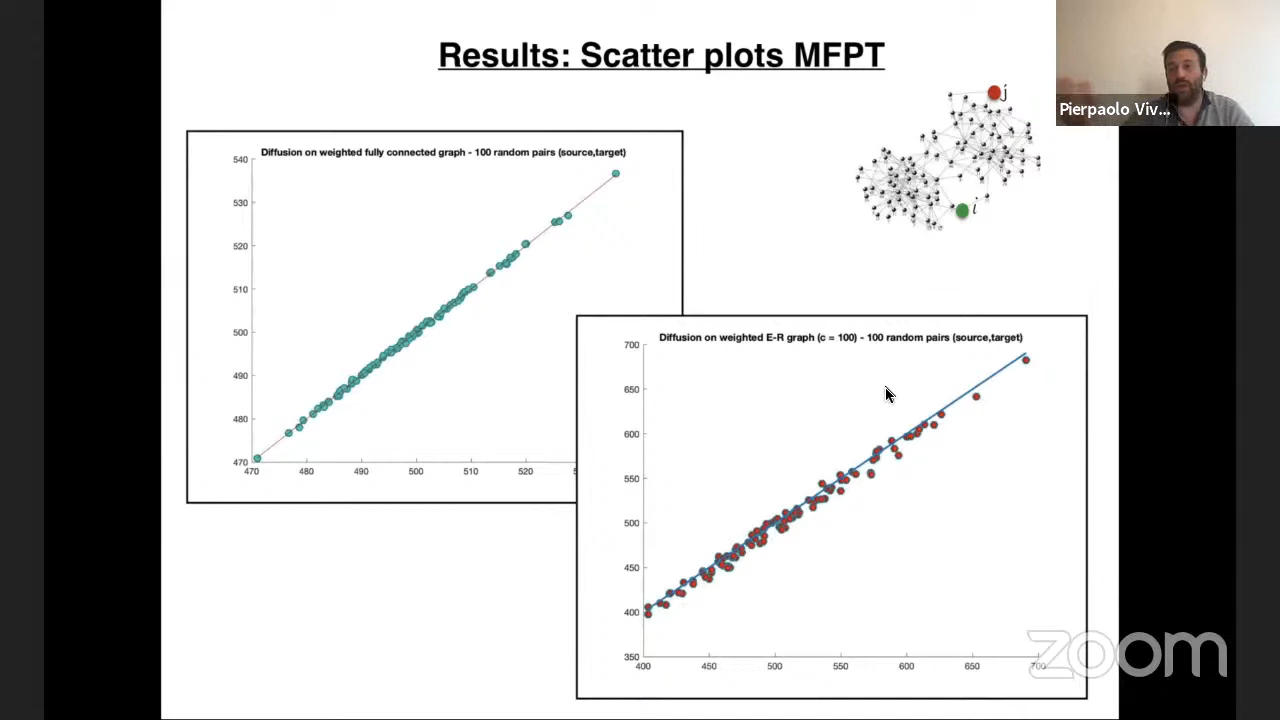 Results: Scatter plots MFPT
j
i
Pierpaolo Viv...
Diffusion on weighted fully connected graph - 100 random pairs (source,target)
540
530
520
510
500
490
480
470
470 480 490 500 510 520
Diffusion on weighted E-R graph (c = 100) - 100 random pairs (source,target)
700
650
600
550
500
450
400
350
400 450 500 550 600 650 700
zoom